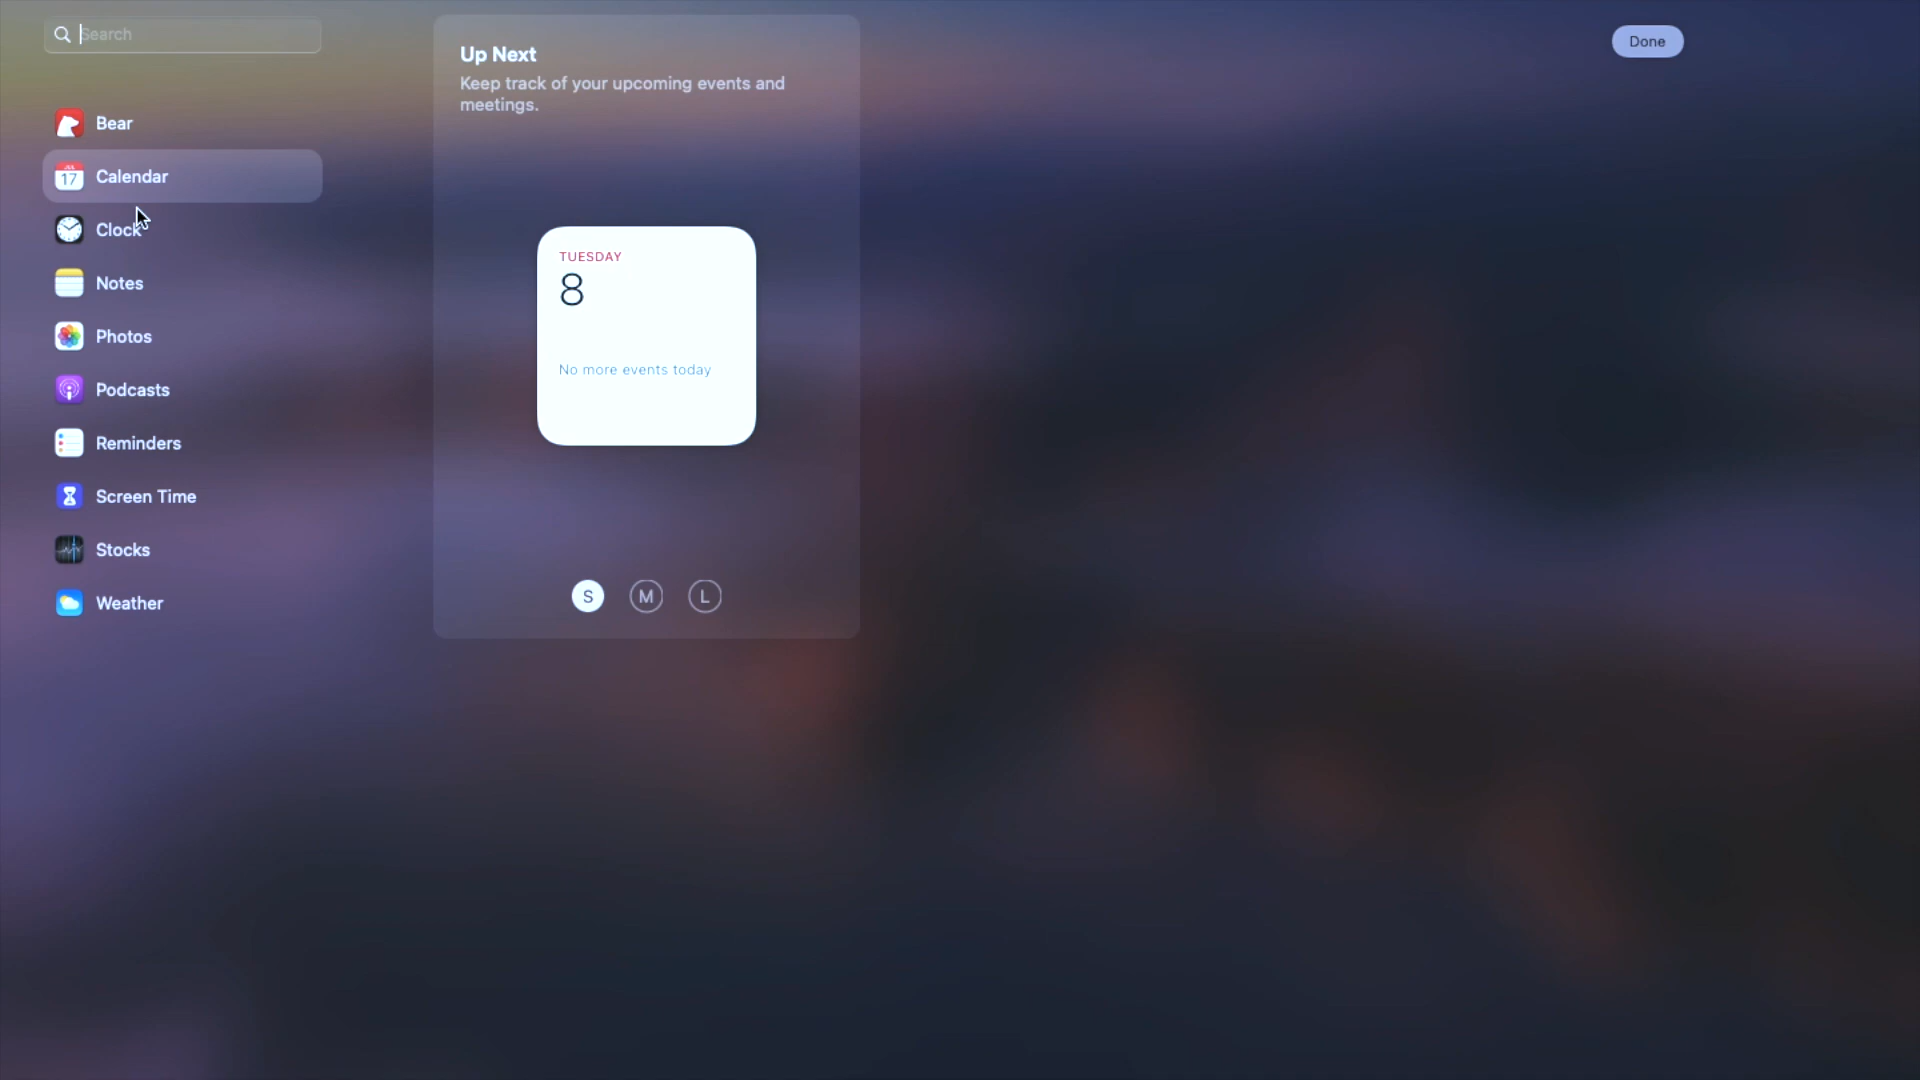 Search
Bear
Calendar
Clock
Notes
Photos
Podcasts
Reminders
Screen Time
Stocks
Weather
Up Next
Keep track of your upcoming events and
meetings.
TUESDAY
8
No more events today
S M L
Done
JUL
17